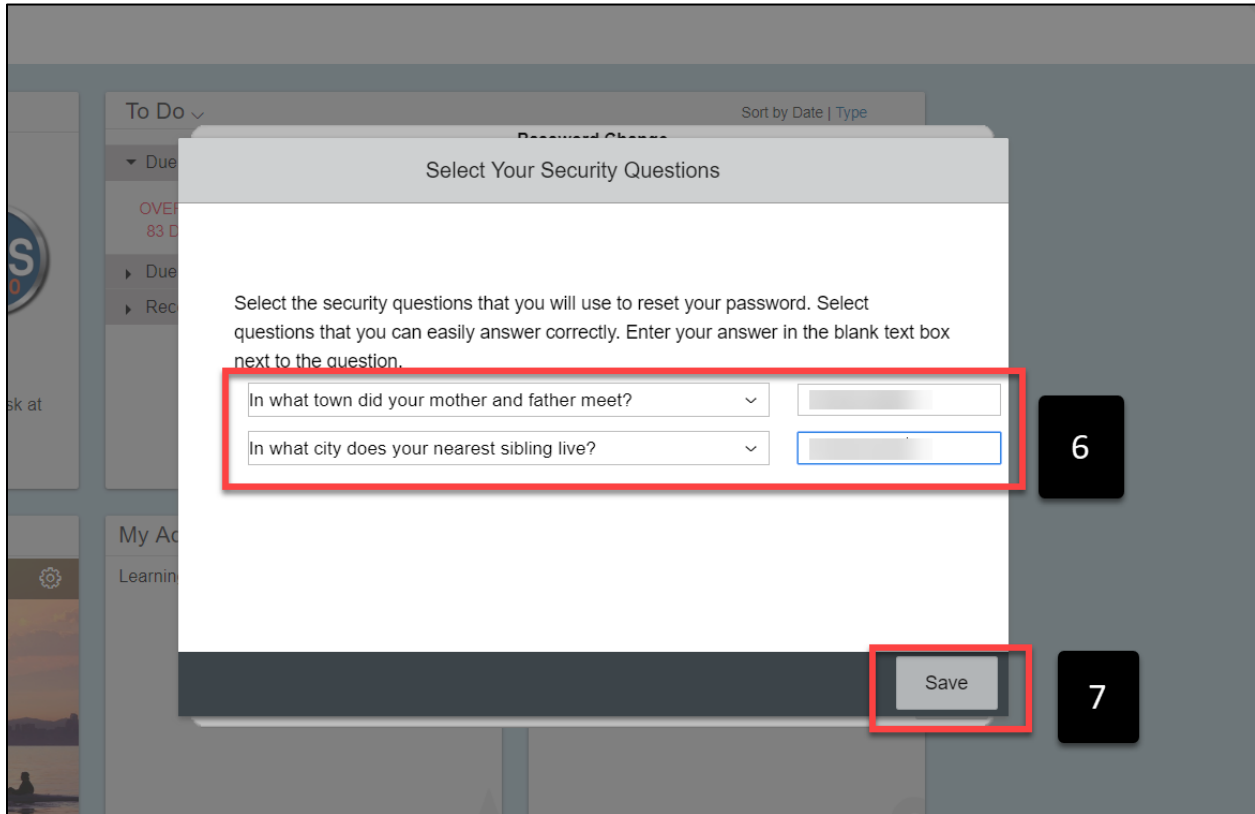 To Do
Sort by Date | Type
Password Change
Due
Select Your Security Questions
OVER
83 D
S
0
Due
Rec
Select the security questions that you will use to reset your password. Select
questions that you can easily answer correctly. Enter your answer in the blank text box
next to the question.
In what town did your mother and father meet?
sk at
In what city does your nearest sibling live?
6
My Ac
Learnin
Save
7